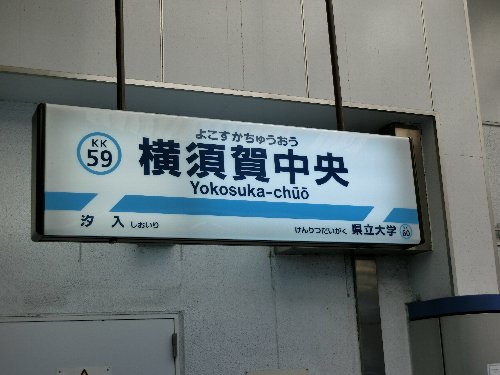 KK
59
よこすかちゅうおう
横須賀中央
Yokosuka-chūō
汐入 しおいり
けんりつだいがく 県立大学
60